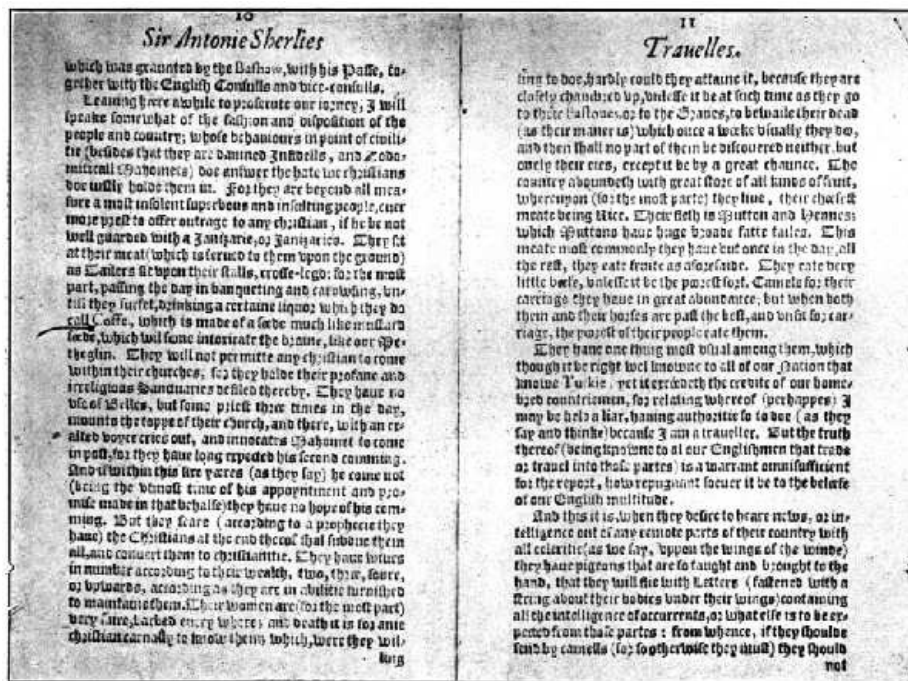 10
Sir Antonie Sherlies
which was graunted by the Bashaw, with his Passe, to-
gether with the English Consulls and vice-consulls.
Leauing heere a while to prosecute our iorney, I will
speake somewhat of the fashion and disposition of the
people and country; whose behauiours in point of ciuili-
tie (besides that they are damned Infidells, and Zodo-
miticall Mahomets) doe answer the hate we christians
doe iustly holde them in. For they are beyond all mea-
sure a most insolent superbous and insulting people, euer
more prest to offer outrage to any christian, if he be not
well guarded with a Janizarie, or Janizaries. They sit
at their meat (which is serued to them vpon the ground)
as Tailers sit vpon their stalls, crosse-legd: for the most
part, passing the day in banqueting and carowsing, vn-
till they surfet, drinking a certaine liquor which they do
call Coffe, which is made of a seede much like mustard
seede, which will soone intoxicate the braine, like our Me-
theglin. They will not permitte any christian to come
within their churches, for they holde their profane and
irreligious Sanctuaries defiled thereby. They haue no
vse of Belles, but some priest three times in the day,
mounts the toppe of their church, and there, with an ex-
alted voyce cries out, and inuocates Mahomet to come
in post, for they haue long expected his second comming.
And if within this sixe yeeres (as they say) he come not
(being the vtmost time of his appoyntment and pro-
mise made in that behalfe) they haue no hope of his com-
ming. But they feare (according to a prophecie they
haue) the Christians at the end thereof shal subdue them
all, and conuert them to christianitie. They haue wiues
in number according to their wealth, two, three, foure,
or vpwards, according as they are in abilitie furnished
to maintaine them. Their women are (for the most part)
very faire, barbed euery where; and death it is for anie
christian carnally to know them, which, were they wil-
ling
11
Trauelles.
ling to doe, hardly could they attaine it, because they are
closely chambred vp, vnlesse it be at such time as they go
to their Bastoues, or to the Graues, to bewaile their dead
(as their maner is) which once a weeke vsually they doo,
and then shall no part of them be discouered neither, but
onely their eies, except it be by a great chaunce. The
country aboundeth with great store of all kinds of fruit,
whereupon (for the most parte) they liue, their choefest
meate being Rice. Their flesh is Mutton and Hennes:
which Muttons haue huge broade fatte tailes. This
meate most commonly they haue but once in the day, all
the rest, they eate fruite as aforesaide. They eate very
little beefe, vnlesse it be the poorest sort. Camels for their
carriage they haue in great abundance; but when both
them and their horses are past the best, and vnfit for car-
riage, the poorest of their people eate them.
They haue one thing most vsual among them, which
though it be right wel knowne to all of our Nation that
knowe Turkie, yet it exceedeth the credite of our home-
bred countriemen, for relating whereof (perhappes) I
may be held a liar, hauing authoritie so to doe (as they
say and thinke) because I am a traueller. But the truth
thereof (being knowne to al our Englishmen that trade
or trauel into those partes) is a warrant omnisufficient
for the report, how repugnant soeuer it be to the beleefe
of our English multitude.
And this it is, when they desire to heare news, or in-
telligence out of any remote parts of their country with
all celeritie (as we say, vppon the wings of the winde)
they haue pigeons that are so taught and brought to the
hand, that they will flie with Letters (fastened with a
string about their bodies vnder their wings) containing
all the intelligence of occurrents, or what else is to be ex-
pected from those partes: from whence, if they shoulde
send by camells (for so otherwise they must) they should
not